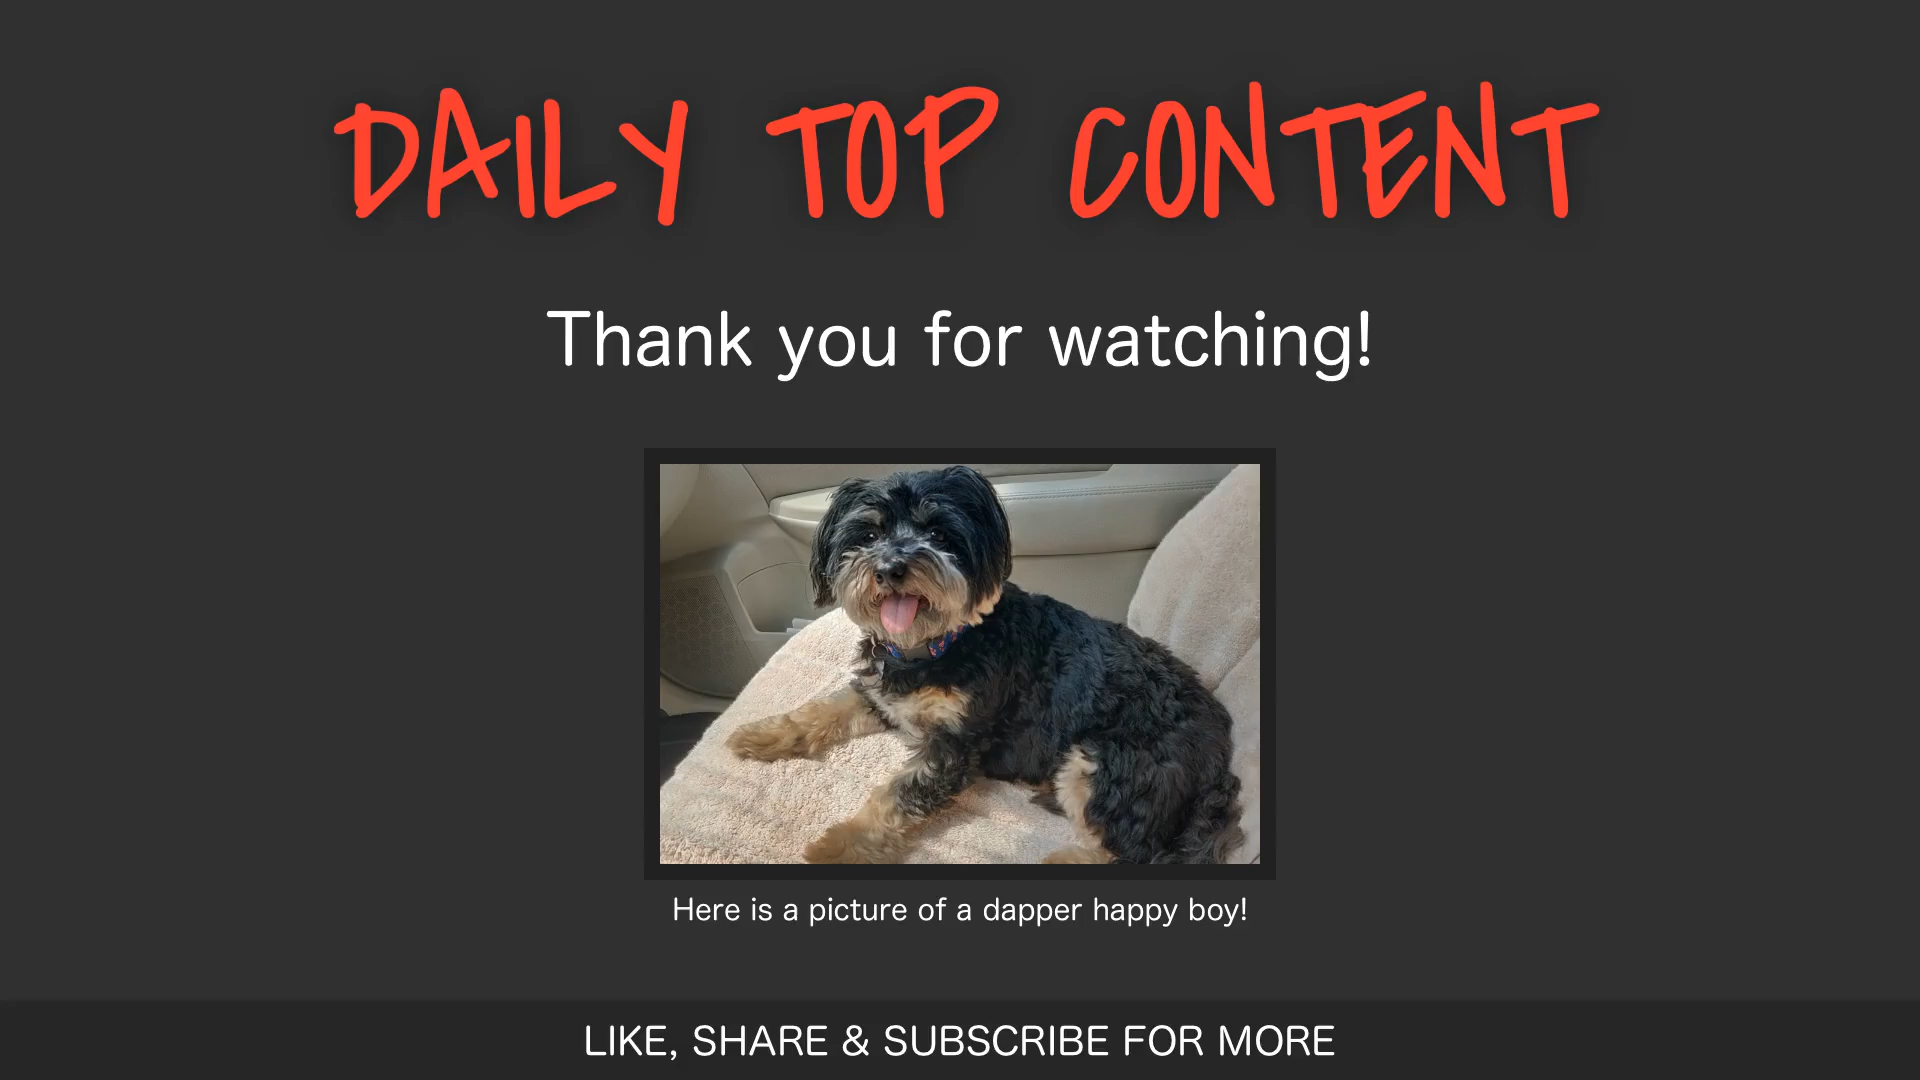 DAILY TOP CONTENT
Thank you for watching!
Here is a picture of a dapper happy boy!
LIKE, SHARE & SUBSCRIBE FOR MORE